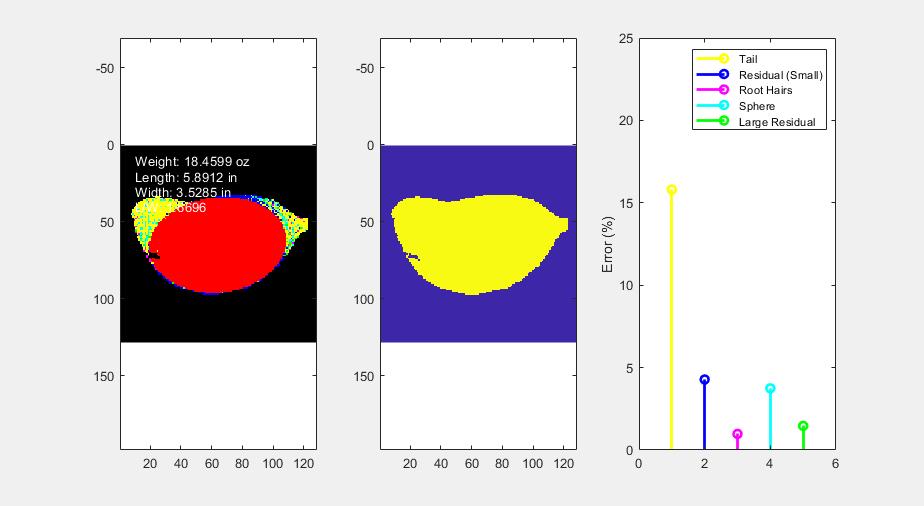 Weight: 18.4599 oz
Length: 5.8912 in
Width: 3.5285 in
6696
-50
0
50
100
150
20 40 60 80 100 120
-50
0
50
100
150
20 40 60 80 100 120
Error (%)
25
20
15
10
5
0
0 2 4 6
Tail
Residual (Small)
Root Hairs
Sphere
Large Residual